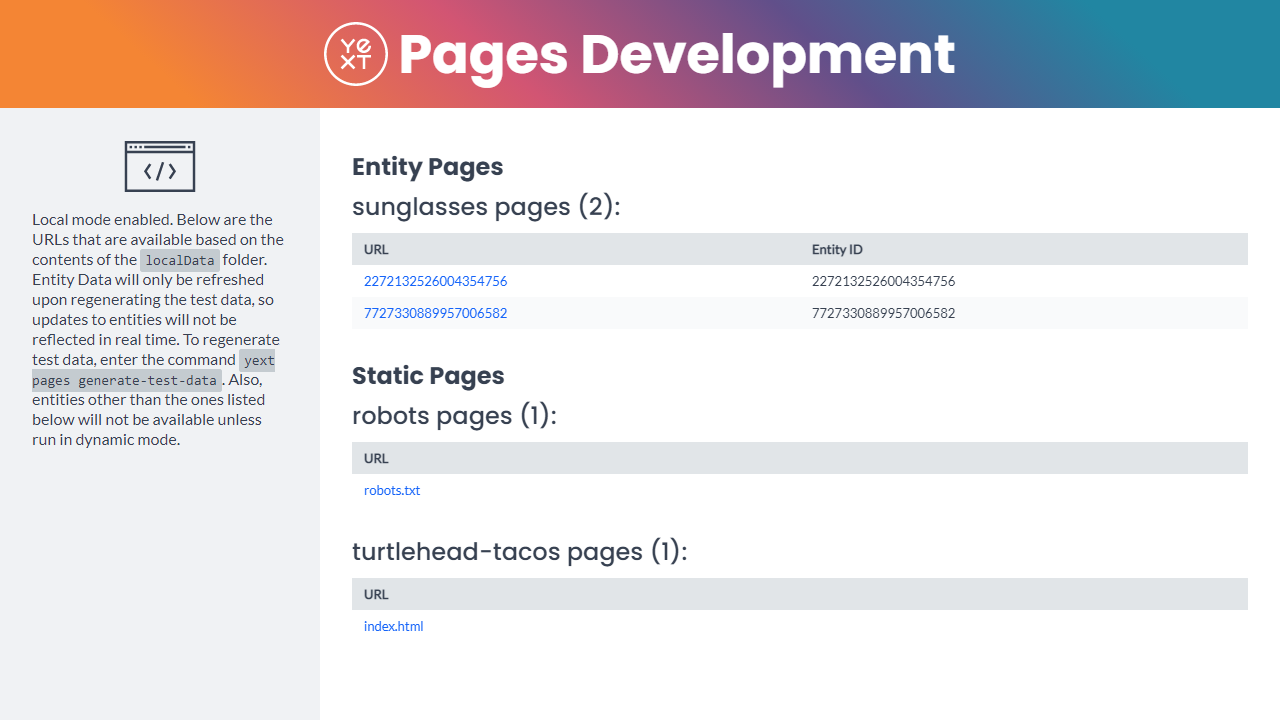 YEXT Pages Development
</>
Local mode enabled. Below are the
URLs that are available based on the
contents of the localData folder.
Entity Data will only be refreshed
upon regenerating the test data, so
updates to entities will not be
reflected in real time. To regenerate
test data, enter the command yext
pages generate-test-data. Also,
entities other than the ones listed
below will not be available unless
run in dynamic mode.
Entity Pages
sunglasses pages (2):
URL Entity ID
2272132526004354756 2272132526004354756
7727330889957006582 7727330889957006582
Static Pages
robots pages (1):
URL
robots.txt
turtlehead-tacos pages (1):
URL
index.html